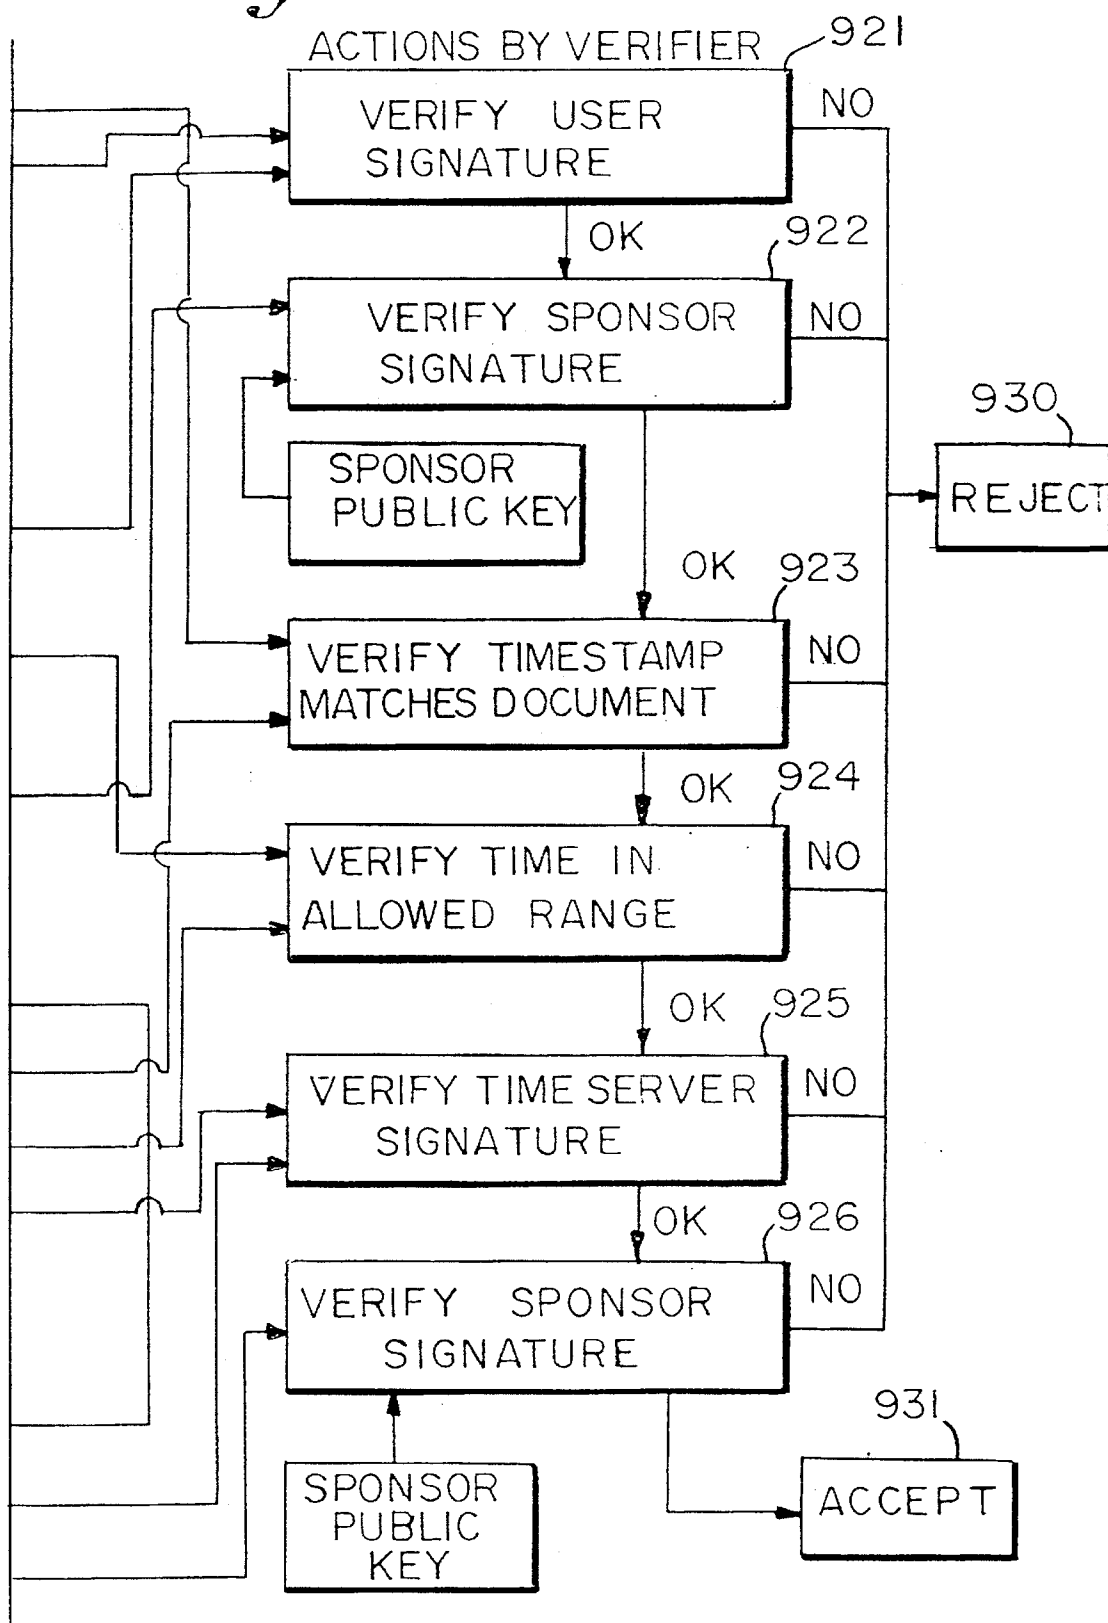 ACTIONS BY VERIFIER
921
VERIFY USER
SIGNATURE
NO
OK
922
VERIFY SPONSOR
SIGNATURE
NO
930
SPONSOR
PUBLIC KEY
REJECT
OK
923
VERIFY TIMESTAMP
MATCHES DOCUMENT
NO
OK
924
VERIFY TIME IN
ALLOWED RANGE
NO
OK
925
VERIFY TIME SERVER
SIGNATURE
NO
OK
926
VERIFY SPONSOR
SIGNATURE
NO
931
SPONSOR
PUBLIC
KEY
ACCEPT